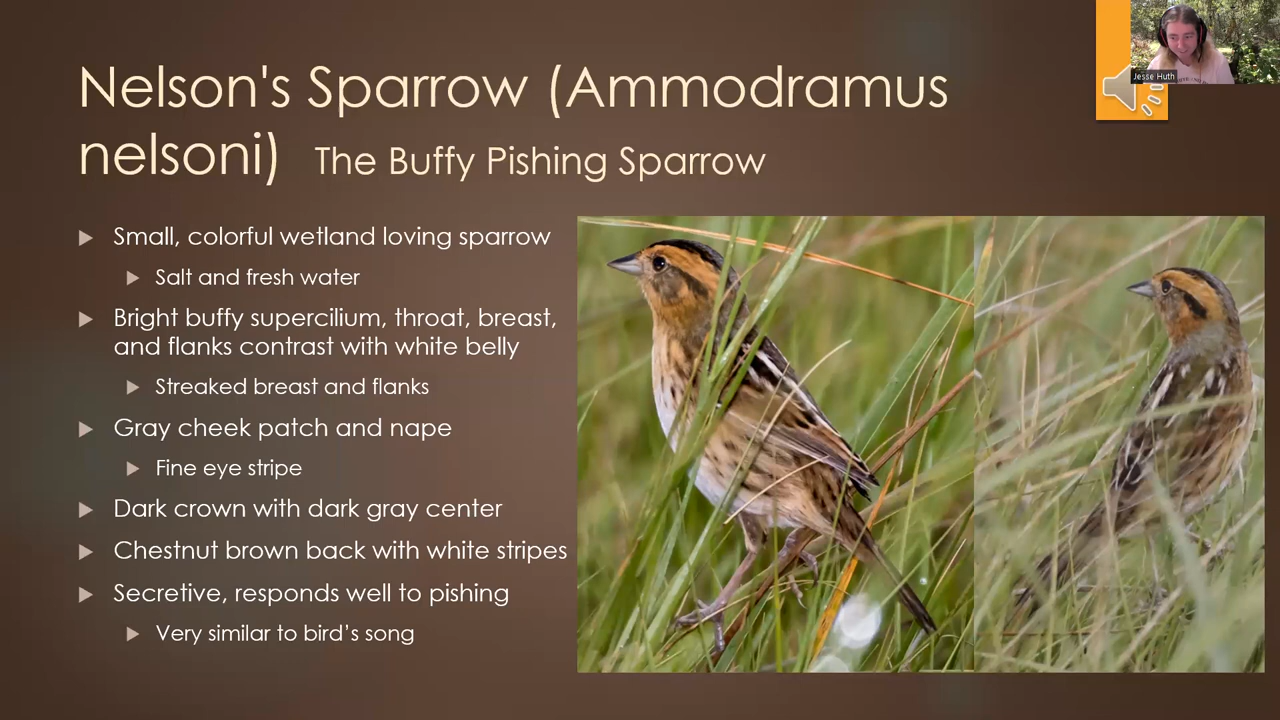 Nelson's Sparrow (Ammodramus
nelsoni) The Buffy Pishing Sparrow
Jesse Huth
Small, colorful wetland loving sparrow
Salt and fresh water
Bright buffy supercilium, throat, breast,
and flanks contrast with white belly
Streaked breast and flanks
Gray cheek patch and nape
Fine eye stripe
Dark crown with dark gray center
Chestnut brown back with white stripes
Secretive, responds well to pishing
Very similar to bird’s song